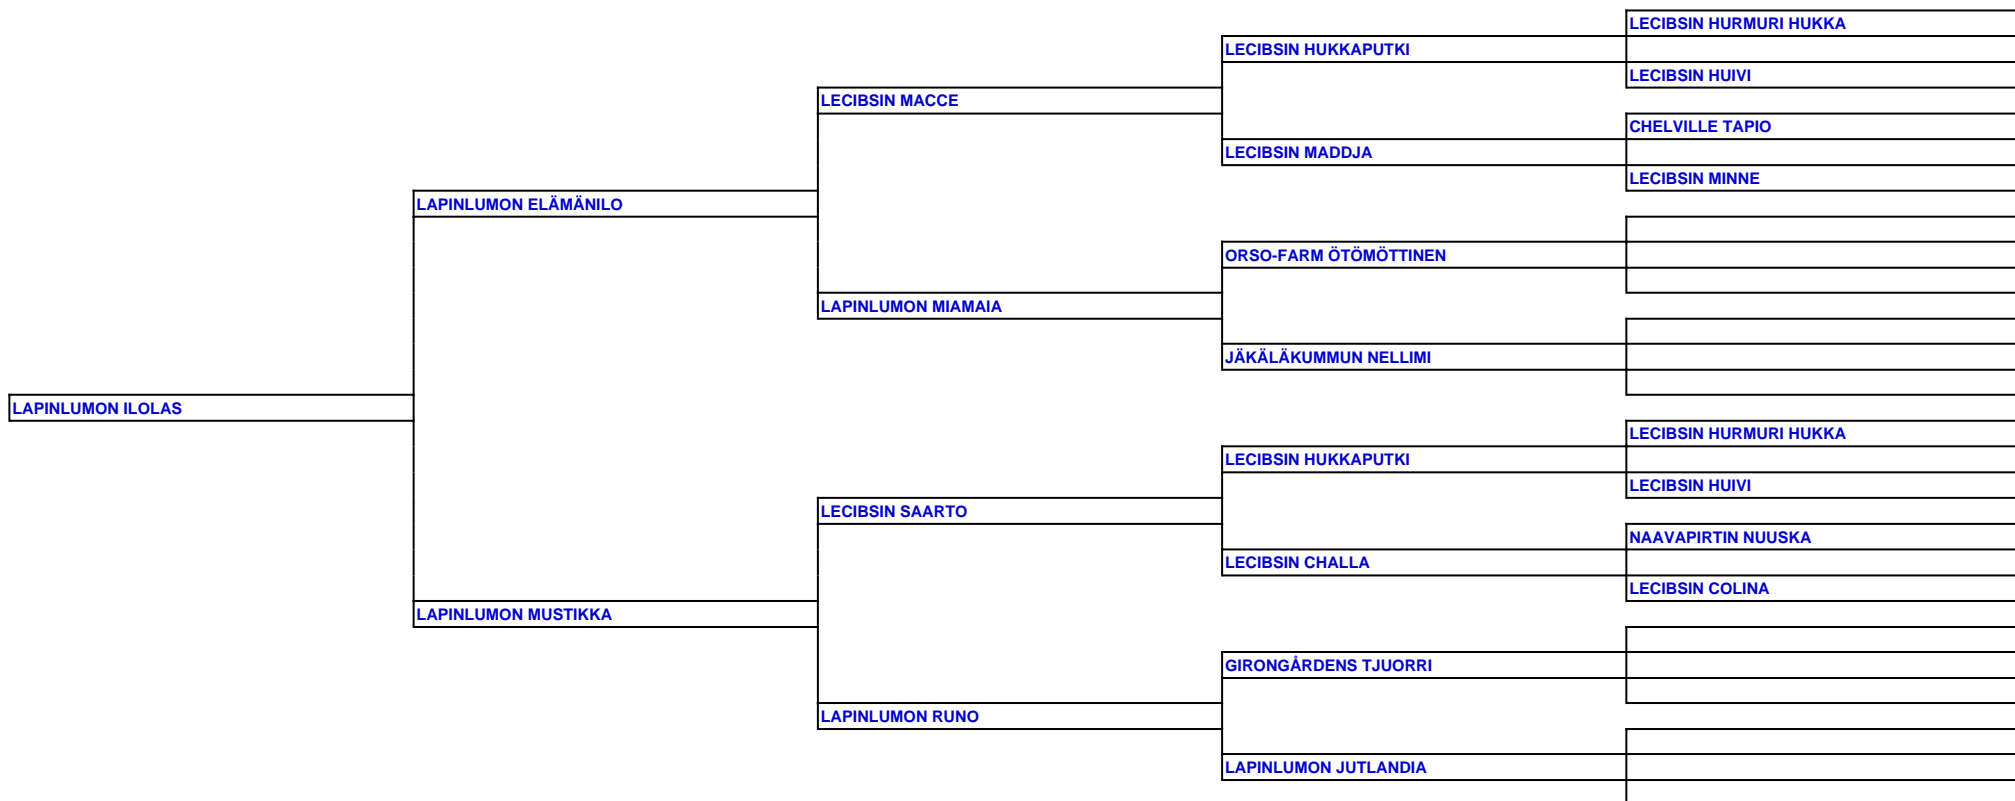 LECIBSIN HURMURI HUKKA
LECIBSIN HUKKAPUTKI
LECIBSIN HUIVI
LECIBSIN MACCE
CHELVILLE TAPIO
LECIBSIN MADDJA
LECIBSIN MINNE
LAPINLUMON ELÄMÄNILO
ORSO-FARM ÖTÖMÖTTINEN
LAPINLUMON MIAMAIA
JÄKÄLÄKUMMUN NELLIMI
LAPINLUMON ILOLAS
LECIBSIN HURMURI HUKKA
LECIBSIN HUKKAPUTKI
LECIBSIN HUIVI
LECIBSIN SAARTO
NAAVAPIRTIN NUUSKA
LECIBSIN CHALLA
LECIBSIN COLINA
LAPINLUMON MUSTIKKA
GIRONGÅRDENS TJUORRI
LAPINLUMON RUNO
LAPINLUMON JUTLANDIA